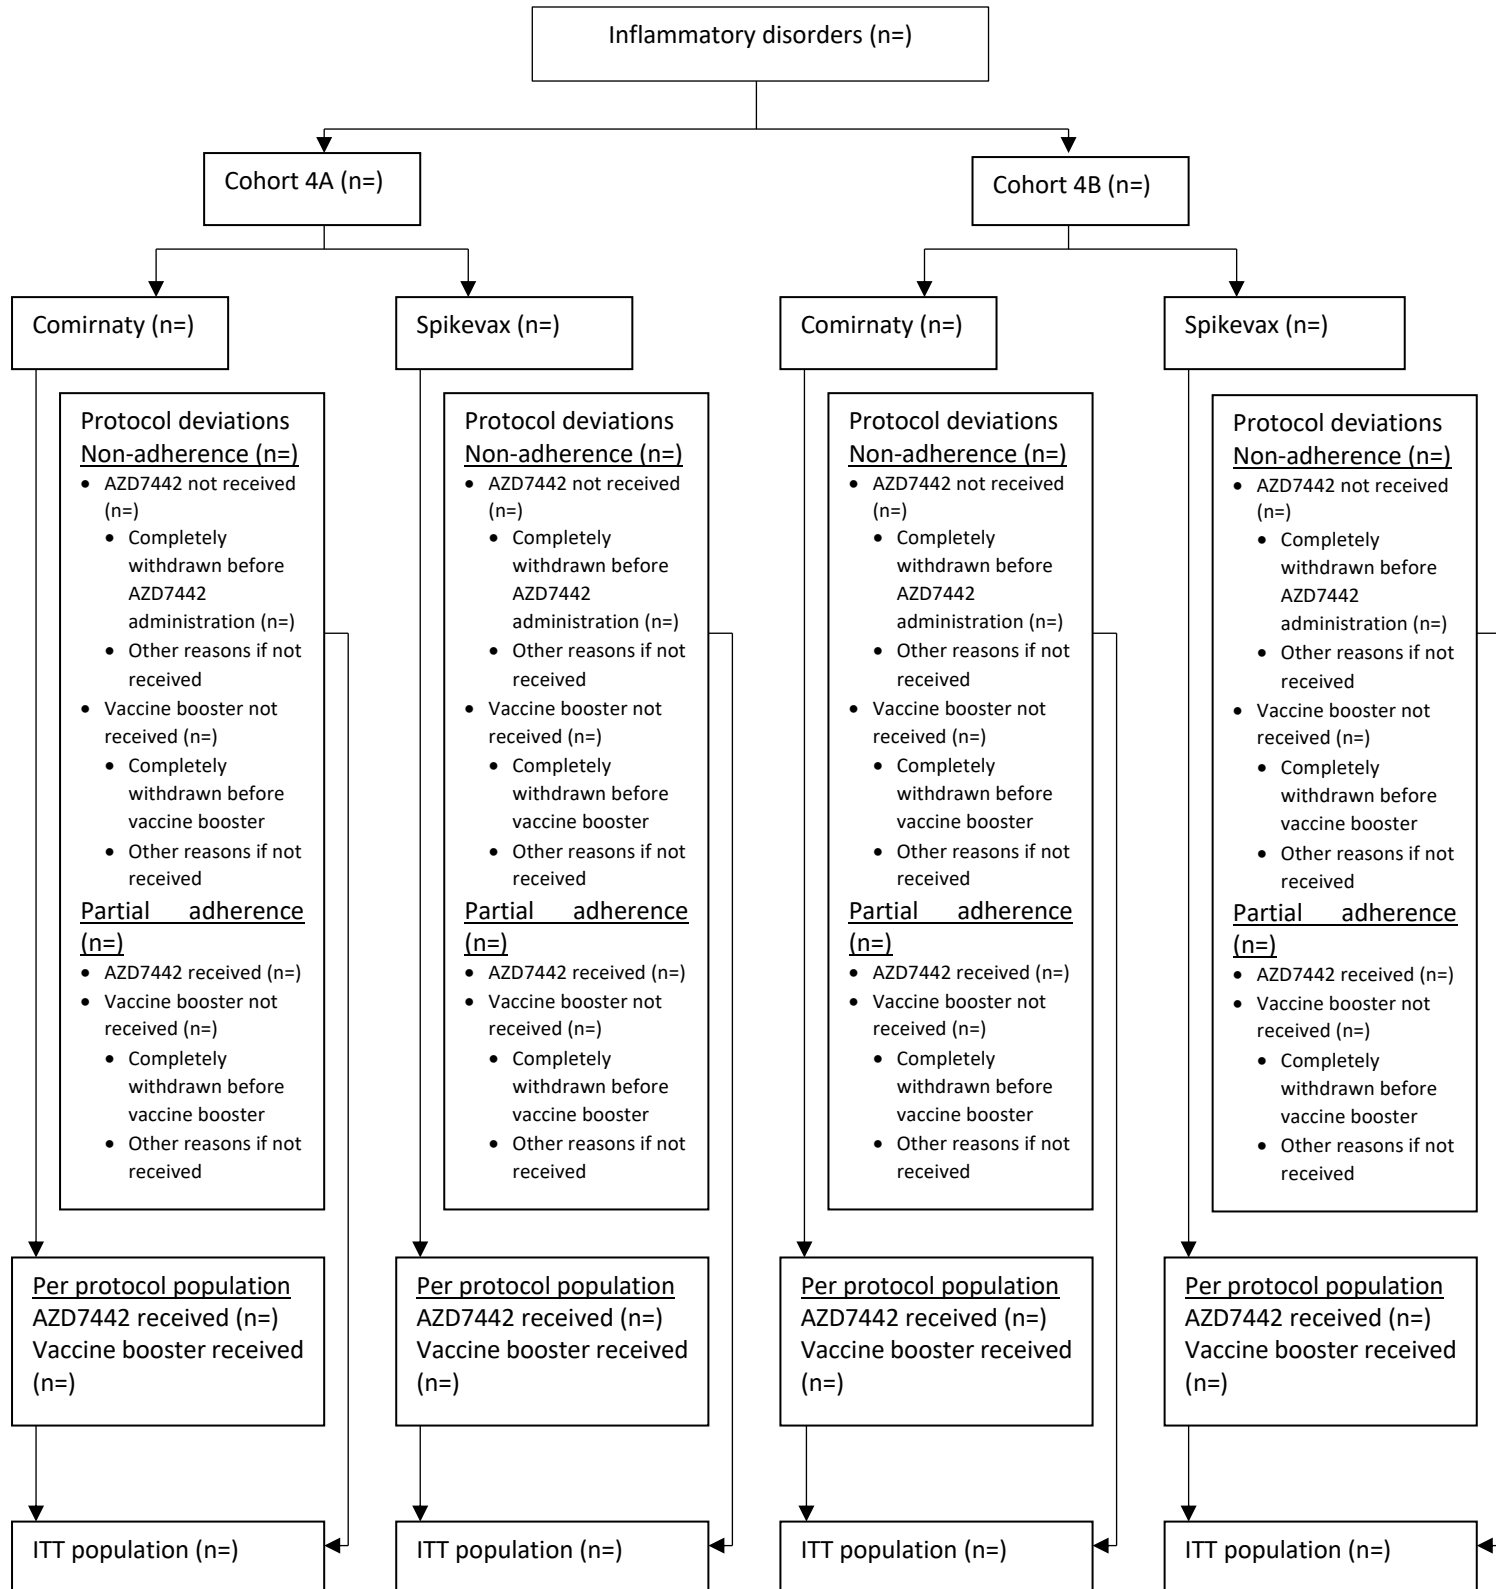 Inflammatory disorders (n=)
Cohort 4A (n=)
Cohort 4B (n=)
Comirnaty (n=)
Spikevax (n=)
Comirnaty (n=)
Spikevax (n=)
Protocol deviations
Non-adherence (n=)
• AZD7442 not received
(n=)
• Completely
withdrawn before
AZD7442
administration (n=)
• Other reasons if not
received
• Vaccine booster not
received (n=)
• Completely
withdrawn before
vaccine booster
• Other reasons if not
received
Partial adherence
(n=)
• AZD7442 received (n=)
• Vaccine booster not
received (n=)
• Completely
withdrawn before
vaccine booster
• Other reasons if not
received
Protocol deviations
Non-adherence (n=)
• AZD7442 not received
(n=)
• Completely
withdrawn before
AZD7442
administration (n=)
• Other reasons if not
received
• Vaccine booster not
received (n=)
• Completely
withdrawn before
vaccine booster
• Other reasons if not
received
Partial adherence
(n=)
• AZD7442 received (n=)
• Vaccine booster not
received (n=)
• Completely
withdrawn before
vaccine booster
• Other reasons if not
received
Protocol deviations
Non-adherence (n=)
• AZD7442 not received
(n=)
• Completely
withdrawn before
AZD7442
administration (n=)
• Other reasons if not
received
• Vaccine booster not
received (n=)
• Completely
withdrawn before
vaccine booster
• Other reasons if not
received
Partial adherence
(n=)
• AZD7442 received (n=)
• Vaccine booster not
received (n=)
• Completely
withdrawn before
vaccine booster
• Other reasons if not
received
Protocol deviations
Non-adherence (n=)
• AZD7442 not received
(n=)
• Completely
withdrawn before
AZD7442
administration (n=)
• Other reasons if not
received
• Vaccine booster not
received (n=)
• Completely
withdrawn before
vaccine booster
• Other reasons if not
received
Partial adherence
(n=)
• AZD7442 received (n=)
• Vaccine booster not
received (n=)
• Completely
withdrawn before
vaccine booster
• Other reasons if not
received
Per protocol population
AZD7442 received (n=)
Vaccine booster received
(n=)
Per protocol population
AZD7442 received (n=)
Vaccine booster received
(n=)
Per protocol population
AZD7442 received (n=)
Vaccine booster received
(n=)
Per protocol population
AZD7442 received (n=)
Vaccine booster received
(n=)
ITT population (n=)
ITT population (n=)
ITT population (n=)
ITT population (n=)